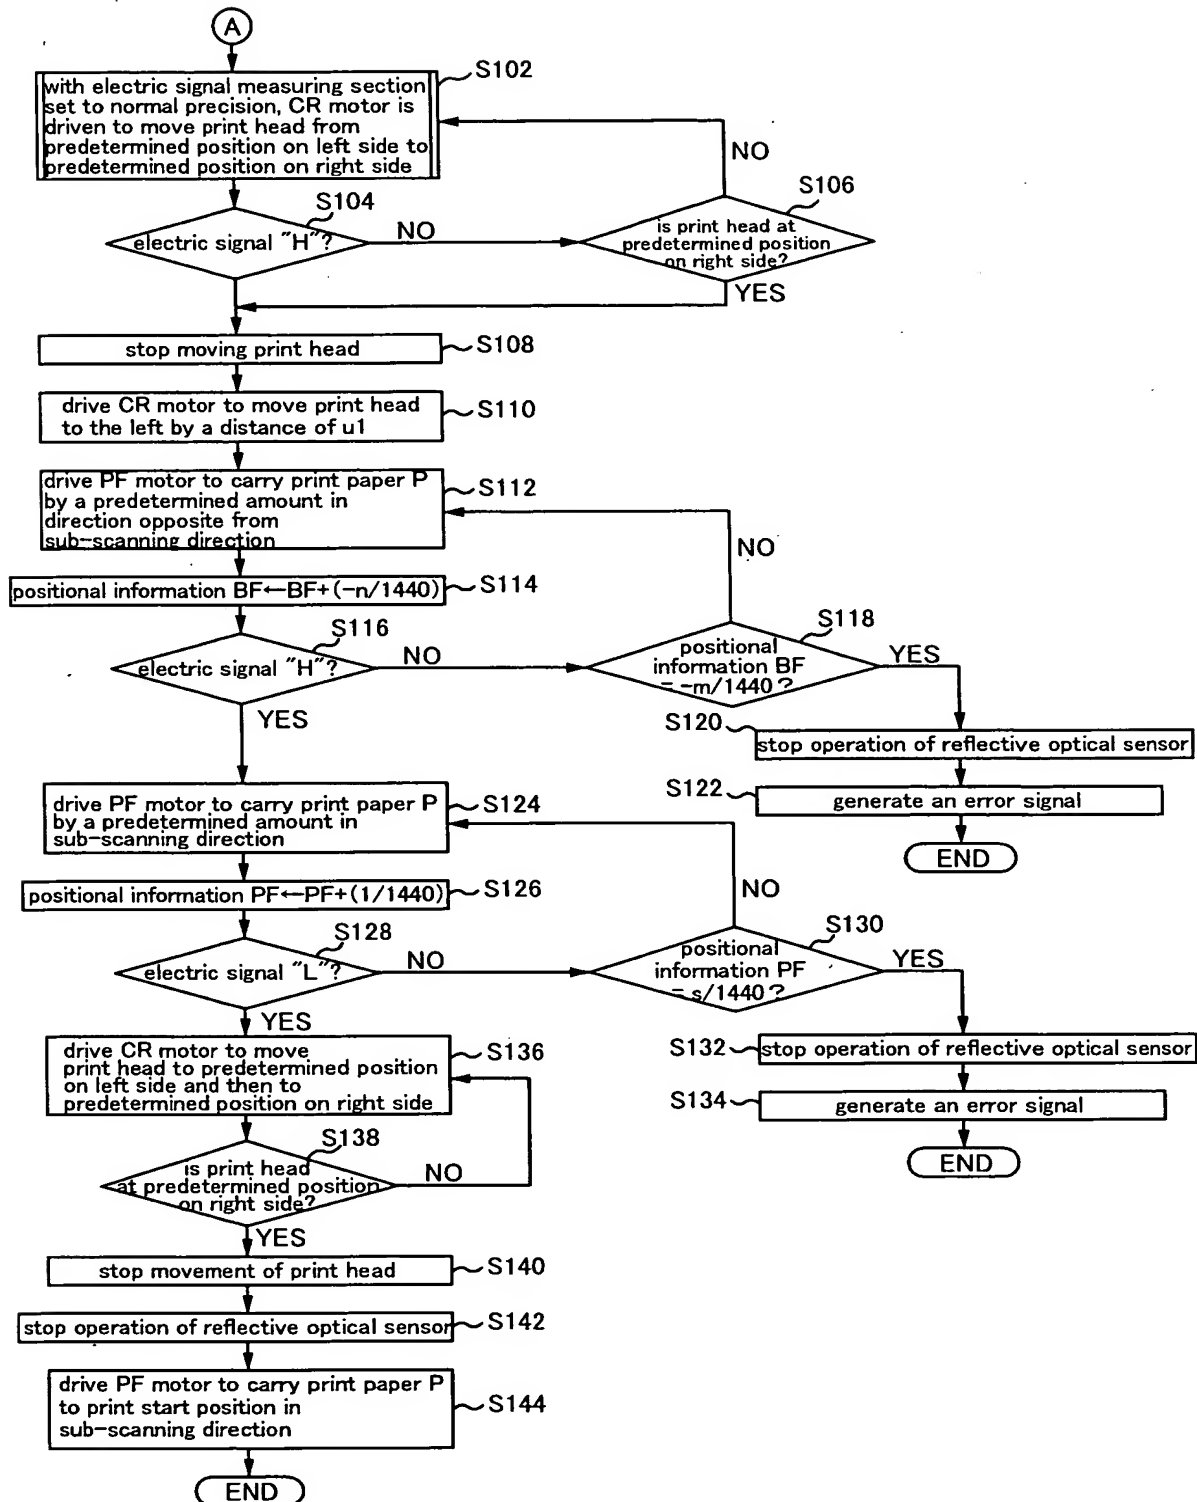 A
with electric signal measuring section
set to normal precision, CR motor is
driven to move print head from
predetermined position on left side to
predetermined position on right side
S102
NO
S104
electric signal "H"?
NO
S106
is print head at
predetermined position
on right side?
YES
stop moving print head
S108
drive CR motor to move print head
to the left by a distance of u1
S110
drive PF motor to carry print paper P
by a predetermined amount in
direction opposite from
sub-scanning direction
S112
NO
positional information BF←BF+(-n/1440)
S114
S116
electric signal "H"?
NO
S118
positional
information BF
= -m/1440?
YES
YES
S120
stop operation of reflective optical sensor
S122
generate an error signal
END
drive PF motor to carry print paper P
by a predetermined amount in
sub-scanning direction
S124
NO
positional information PF←PF+(1/1440)
S126
S128
electric signal "L"?
NO
S130
positional
information PF
= s/1440?
YES
YES
S132
stop operation of reflective optical sensor
S134
generate an error signal
END
drive CR motor to move
print head to predetermined position
on left side and then to
predetermined position on right side
S136
S138
is print head
at predetermined position
on right side?
NO
YES
stop movement of print head
S140
stop operation of reflective optical sensor
S142
drive PF motor to carry print paper P
to print start position in
sub-scanning direction
S144
END